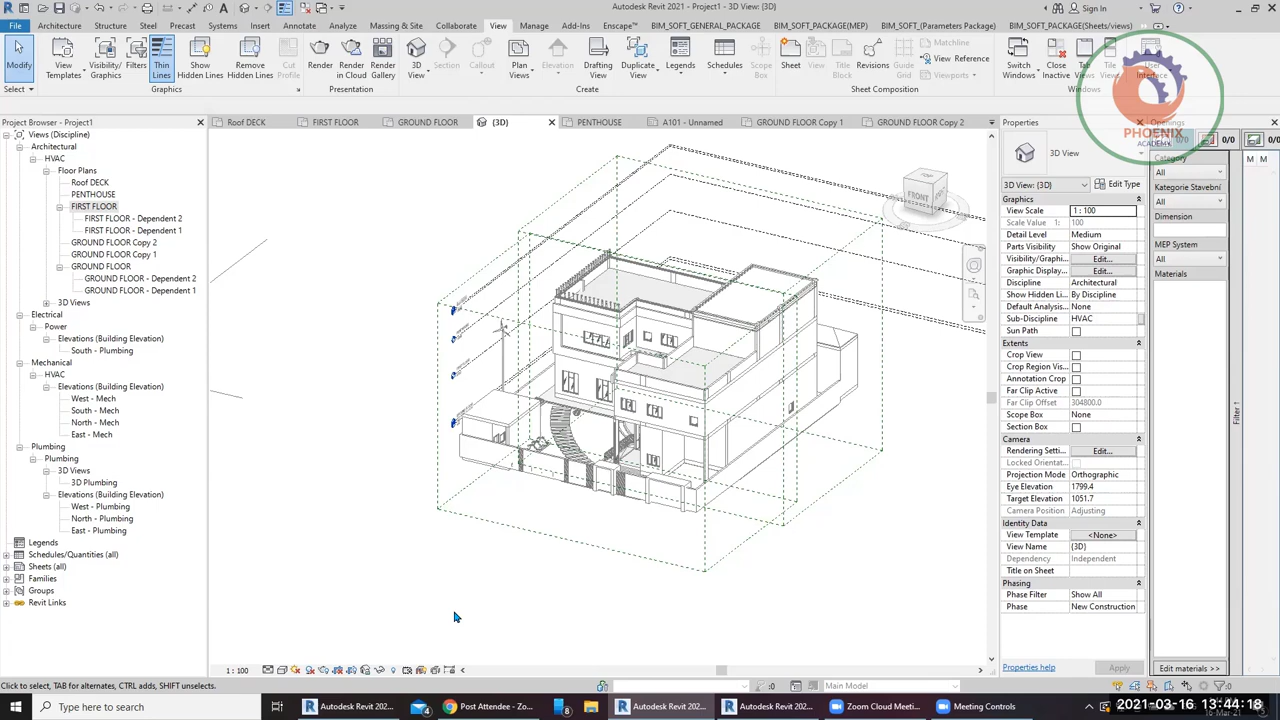 Autodesk Revit 2021 - Project1 - 3D View: {3D}
Sign In
File Architecture Structure Steel Precast Systems Insert Annotate Analyze Massing & Site Collaborate View Manage Add-Ins Enscape™ BIM_SOFT_GENERAL_PACKAGE BIM_SOFT_PACKAGE(MEP) BIM_SOFT_(Parameters Package) BIM_SOFT_PACKAGE(Sheets/views)
Modify View Templates Visibility/ Graphics Filters Thin Lines Show Hidden Lines Remove Hidden Lines Cut Profile Render Render in Cloud Render Gallery 3D View Section Callout Plan Views Elevation Drafting View Duplicate View Legends Schedules Scope Box Sheet View Title Block Revisions Guide Grid Matchline View Reference Viewports Switch Windows Close Inactive Tab Views Tile Views User Interface
Select Graphics Presentation Create Sheet Composition Windows
PHOENIX
ACADEMY
Project Browser - Project1
Roof DECK FIRST FLOOR GROUND FLOOR {3D} PENTHOUSE A101 - Unnamed GROUND FLOOR Copy 1 GROUND FLOOR Copy 2
Views (Discipline)
Architectural
HVAC
Floor Plans
Roof DECK
PENTHOUSE
FIRST FLOOR
FIRST FLOOR - Dependent 2
FIRST FLOOR - Dependent 1
GROUND FLOOR Copy 2
GROUND FLOOR Copy 1
GROUND FLOOR
GROUND FLOOR - Dependent 2
GROUND FLOOR - Dependent 1
3D Views
Electrical
Power
Elevations (Building Elevation)
South - Plumbing
Mechanical
HVAC
Elevations (Building Elevation)
West - Mech
South - Mech
North - Mech
East - Mech
Plumbing
Plumbing
3D Views
3D Plumbing
Elevations (Building Elevation)
West - Plumbing
North - Plumbing
East - Plumbing
Legends
Schedules/Quantities (all)
Sheets (all)
Families
Groups
Revit Links
FRONT
Properties
3D View
3D View: {3D} Edit Type
Graphics
View Scale 1 : 100
Scale Value 1: 100
Detail Level Medium
Parts Visibility Show Original
Visibility/Graphi... Edit...
Graphic Display... Edit...
Discipline Architectural
Show Hidden Li... By Discipline
Default Analysis... None
Sub-Discipline HVAC
Sun Path
Extents
Crop View
Crop Region Vis...
Annotation Crop
Far Clip Active
Far Clip Offset 304800.0
Scope Box None
Section Box
Camera
Rendering Setti... Edit...
Locked Orientat...
Projection Mode Orthographic
Eye Elevation 1799.4
Target Elevation 1051.7
Camera Position Adjusting
Identity Data
View Template <None>
View Name {3D}
Dependency Independent
Title on Sheet
Phasing
Phase Filter Show All
Phase New Construction
Properties help Apply
Openings
0/0 0/0
Category
All
Kategorie Stavební
All
Dimension
MEP System
All
Materials
M M
Filter 1
Edit materials >>
1 : 100
Click to select, TAB for alternates, CTRL adds, SHIFT unselects.
:0 Main Model :0
Type here to search
Autodesk Revit 202... Post Attendee - Zo... 8 Autodesk Revit 202... Autodesk Revit 202... Zoom Cloud Meeti... Meeting Controls
2021-03-16 13:44:18